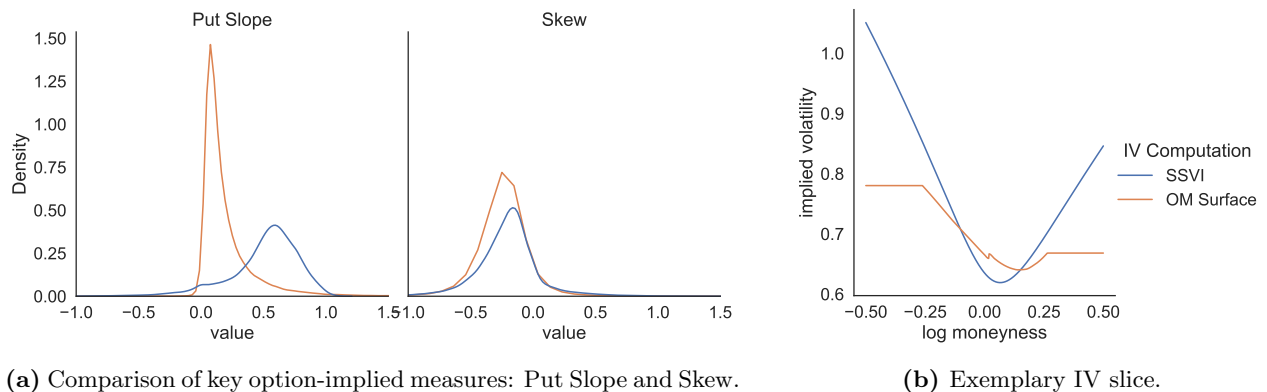 Put Slope
Skew
1.50
1.25
1.00
0.75
0.50
0.25
0.00
Density
−1.0 −0.5 0.0 0.5 1.0 1.5
value
−1.0 −0.5 0.0 0.5 1.0 1.5
value
1.0
0.9
0.8
0.7
0.6
implied volatility
−0.50 −0.25 0.00 0.25 0.50
log moneyness
IV Computation
SSVI
OM Surface
(a) Comparison of key option-implied measures: Put Slope and Skew.
(b) Exemplary IV slice.